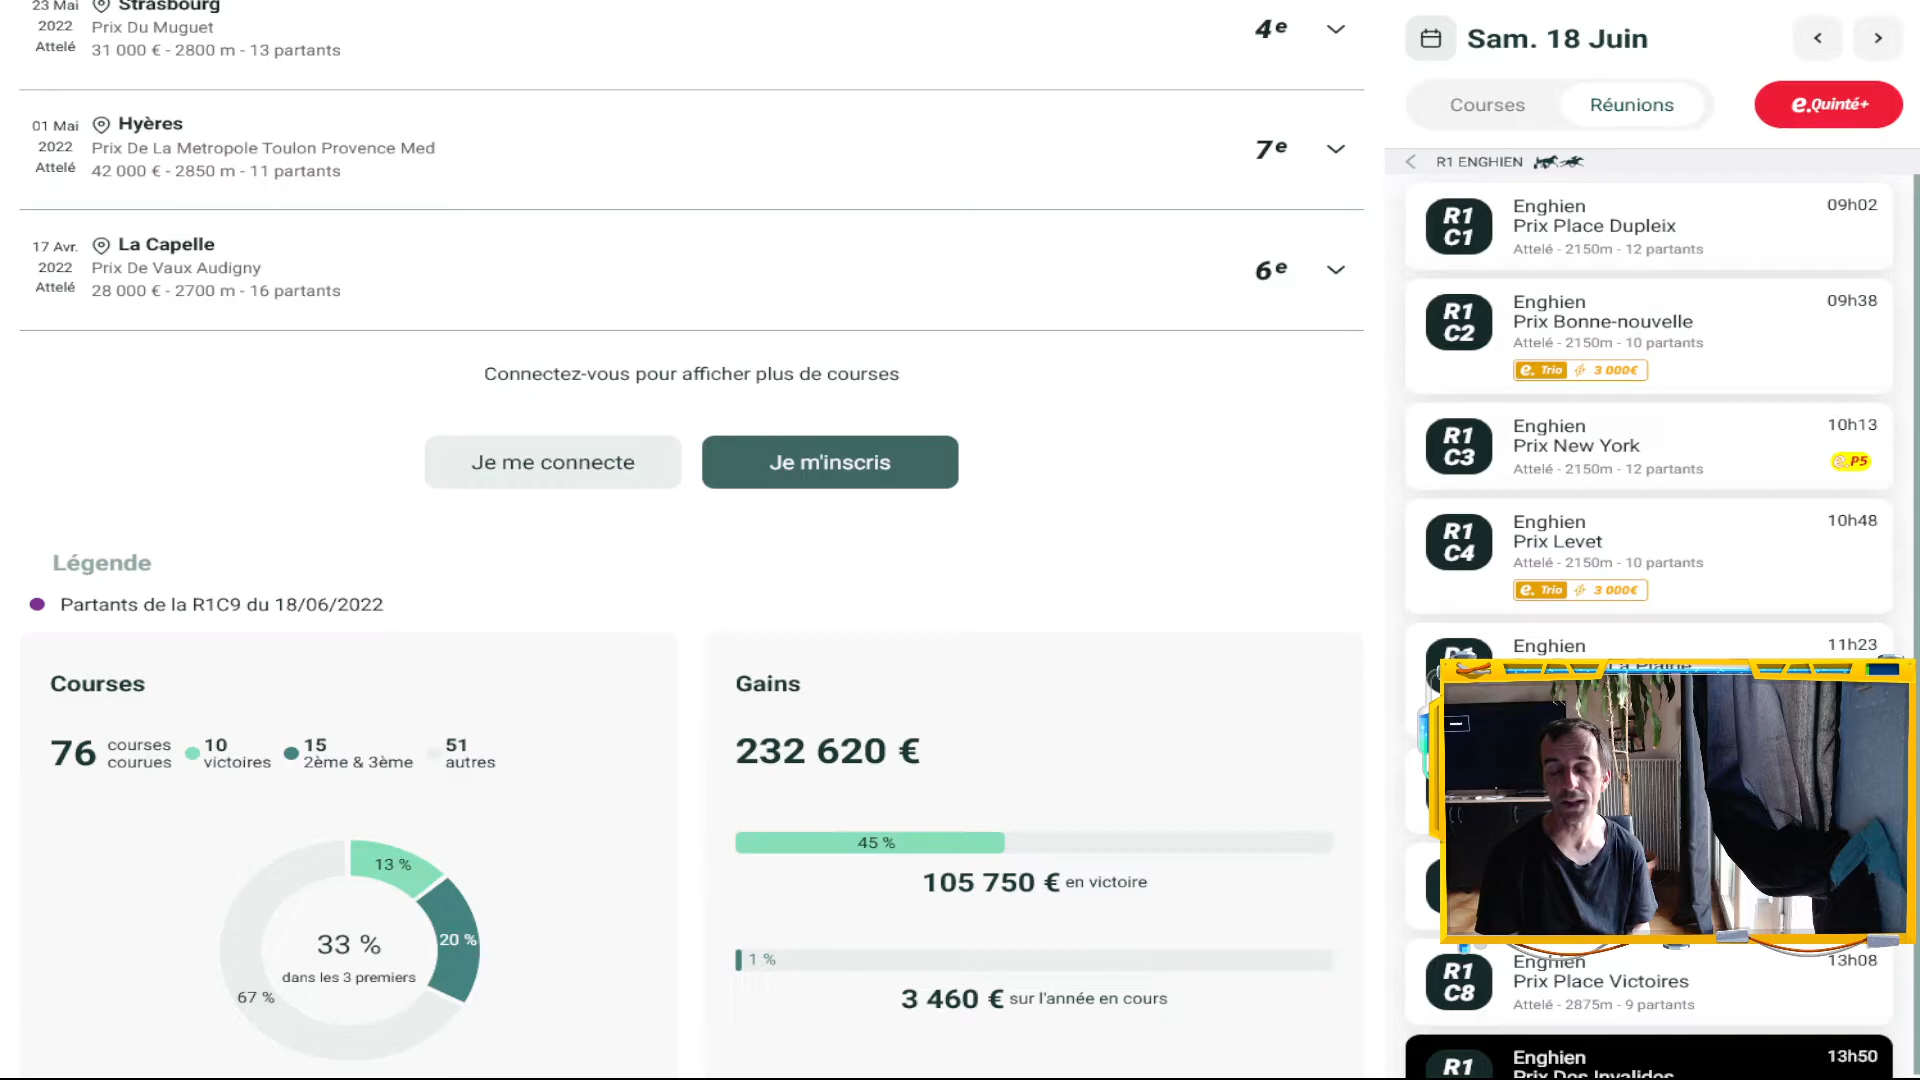 23 Mai
2022
Attelé
Strasbourg
Prix Du Muguet
31 000 € - 2800 m - 13 partants
4e
01 Mai
2022
Attelé
Hyères
Prix De La Metropole Toulon Provence Med
42 000 € - 2850 m - 11 partants
7e
17 Avr.
2022
Attelé
La Capelle
Prix De Vaux Audigny
28 000 € - 2700 m - 16 partants
6e
Connectez-vous pour afficher plus de courses
Je me connecte
Je m'inscris
Légende
Partants de la R1C9 du 18/06/2022
Courses
76 courses courues
10 victoires
15 2ème & 3ème
51 autres
13 %
20 %
67 %
33 %
dans les 3 premiers
Gains
232 620 €
45 %
105 750 € en victoire
1 %
3 460 € sur l'année en cours
Sam. 18 Juin
Courses
Réunions
e.Quinté+
R1 ENGHIEN
R1
C1
Enghien
09h02
Prix Place Dupleix
Attelé - 2150m - 12 partants
R1
C2
Enghien
09h38
Prix Bonne-nouvelle
Attelé - 2150m - 10 partants
e. Trio 3 000€
R1
C3
Enghien
10h13
Prix New York
e. P5
Attelé - 2150m - 12 partants
R1
C4
Enghien
10h48
Prix Levet
Attelé - 2150m - 10 partants
e. Trio 3 000€
Enghien
11h23
La Plaine
R1
C8
Enghien
13h08
Prix Place Victoires
Attelé - 2875m - 9 partants
R1
Enghien
13h50
Prix Des Invalides